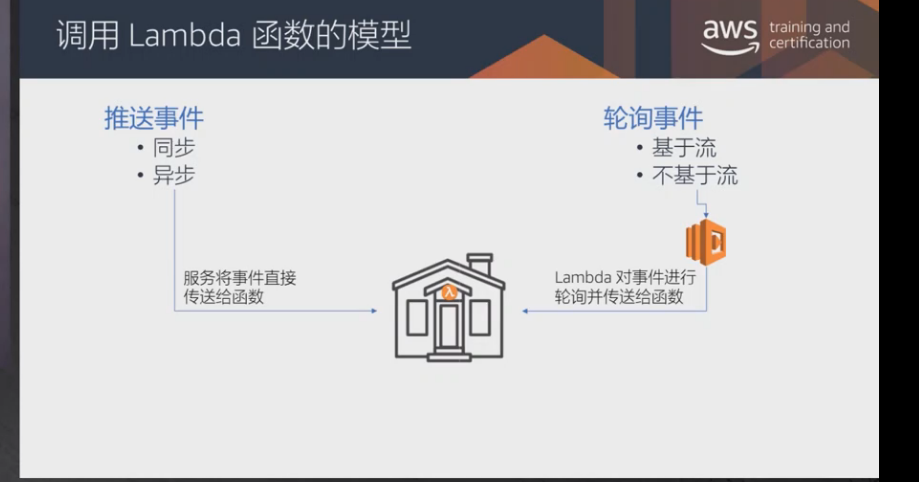 调用 Lambda 函数的模型
aws training and
certification
推送事件
• 同步
• 异步
轮询事件
• 基于流
• 不基于流
服务将事件直接
传送给函数
λ
Lambda 对事件进行
轮询并传送给函数